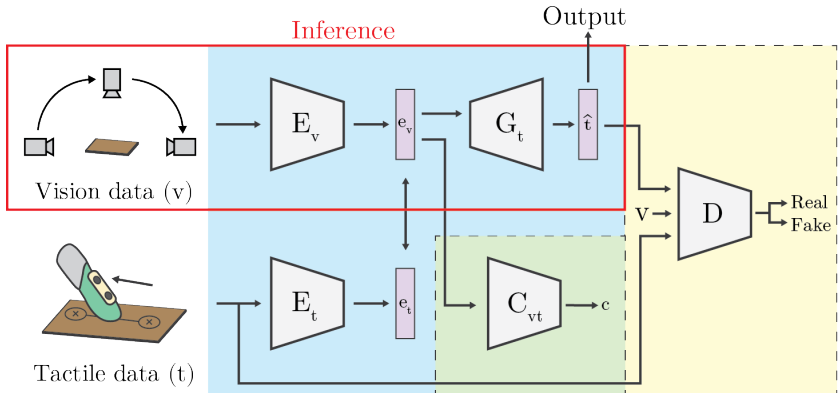 Output
Inference
E_v
e_v
G_t
t̂
Vision data (v)
v
D
Real
Fake
E_t
e_t
C_vt
c
Tactile data (t)